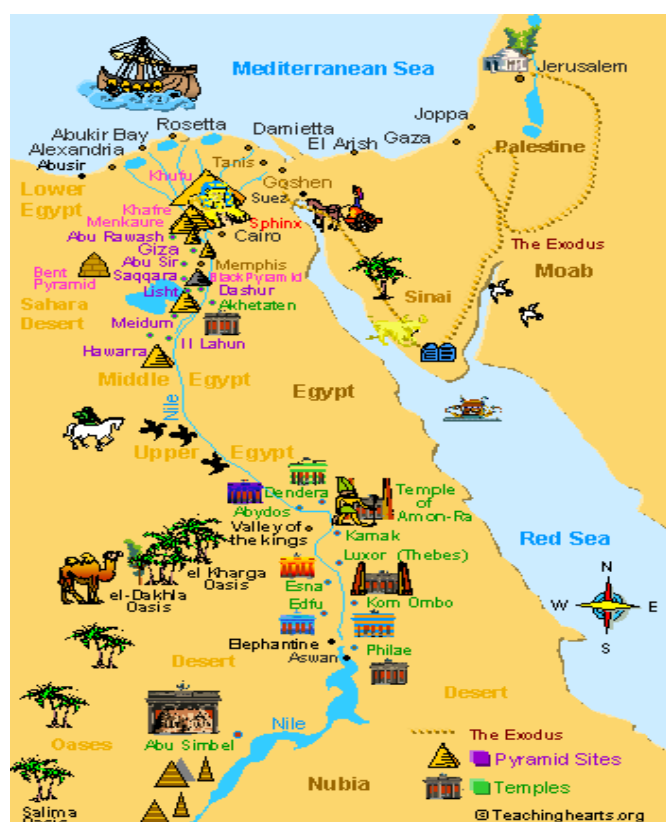 Mediterranean Sea
Jerusalem
Joppa
Rosetta
Abukir Bay
Damietta
Gaza
El Arish
Alexandria
Palestine
Abusir
Tanis
Khufu
Goshen
Lower
Egypt
Suez
Khafre
Sphinx
Menkaure
Cairo
Abu Rawash
The Exodus
Giza
Abu Sir
Memphis
Moab
Bent
Pyramid
Saqqara
Black Pyramid
Sinai
Lisht
Dashur
Sahara
Desert
Akhetaten
Meidum
Il Lahun
Hawarra
Middle Egypt
Egypt
Nile
Upper Egypt
Dendera
Temple
of
Amon-Ra
Abydos
Valley of
the kings
Karnak
Red Sea
Luxor (Thebes)
el Kharga
Oasis
N
el-Dakhla
Oasis
Esna
W
E
Edfu
Kom Ombo
S
Elephantine
Philae
Aswan
Desert
Desert
Nile
The Exodus
Oases
Abu Simbel
Pyramid Sites
Nubia
Temples
Salima
Oasis
©Teachinghearts.org